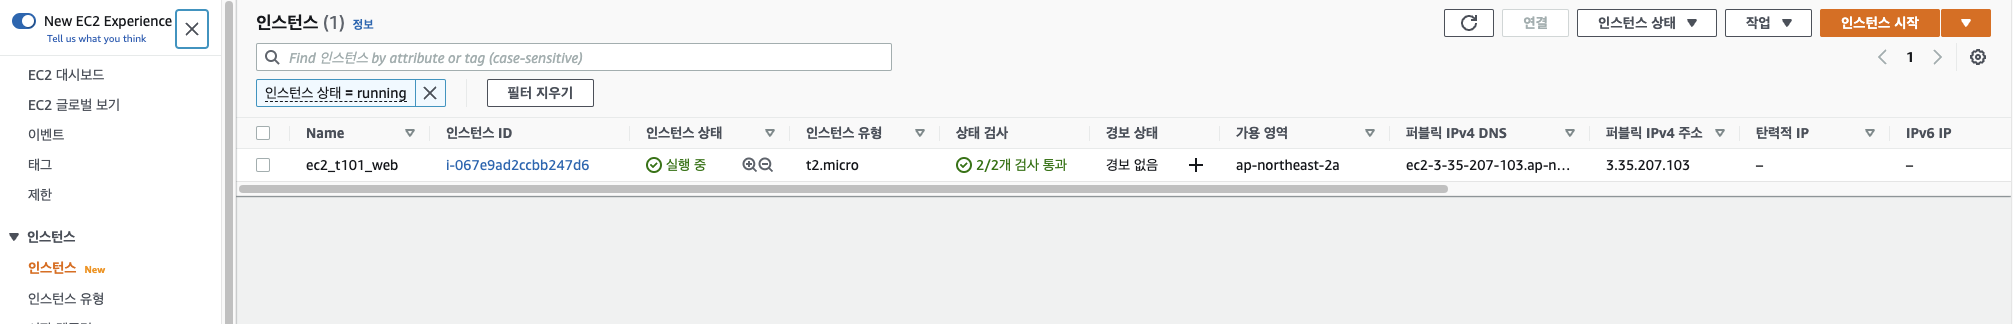 New EC2 Experience
Tell us what you think
EC2 대시보드
EC2 글로벌 보기
이벤트
태그
제한
인스턴스
인스턴스 New
인스턴스 유형
인스턴스 (1) 정보
연결 인스턴스 상태 작업 인스턴스 시작
Find 인스턴스 by attribute or tag (case-sensitive)
1
인스턴스 상태 = running 필터 지우기
Name 인스턴스 ID 인스턴스 상태 인스턴스 유형 상태 검사 경보 상태 가용 영역 퍼블릭 IPv4 DNS 퍼블릭 IPv4 주소 탄력적 IP IPv6 IP
ec2_t101_web i-067e9ad2ccbb247d6 실행 중 t2.micro 2/2개 검사 통과 경보 없음 + ap-northeast-2a ec2-3-35-207-103.ap-n... 3.35.207.103 – –